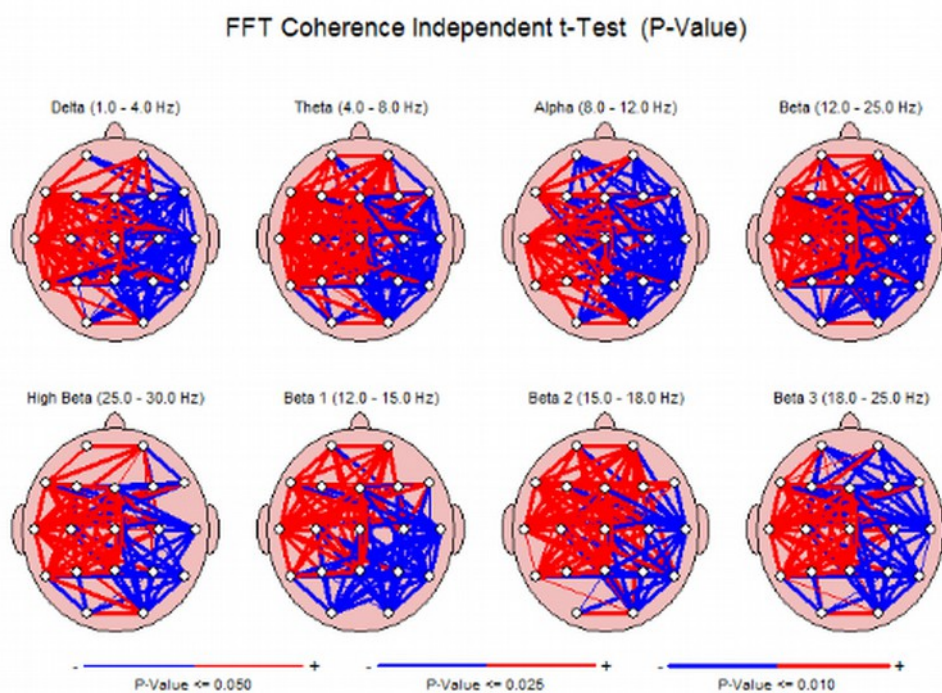 FFT Coherence Independent t-Test (P-Value)
Delta (1.0 - 4.0 Hz)
Theta (4.0 - 8.0 Hz)
Alpha (8.0 - 12.0 Hz)
Beta (12.0 - 25.0 Hz)
High Beta (25.0 - 30.0 Hz)
Beta 1 (12.0 - 15.0 Hz)
Beta 2 (15.0 - 18.0 Hz)
Beta 3 (18.0 - 25.0 Hz)
- +
P-Value <= 0.050
- +
P-Value <= 0.025
- +
P-Value <= 0.010